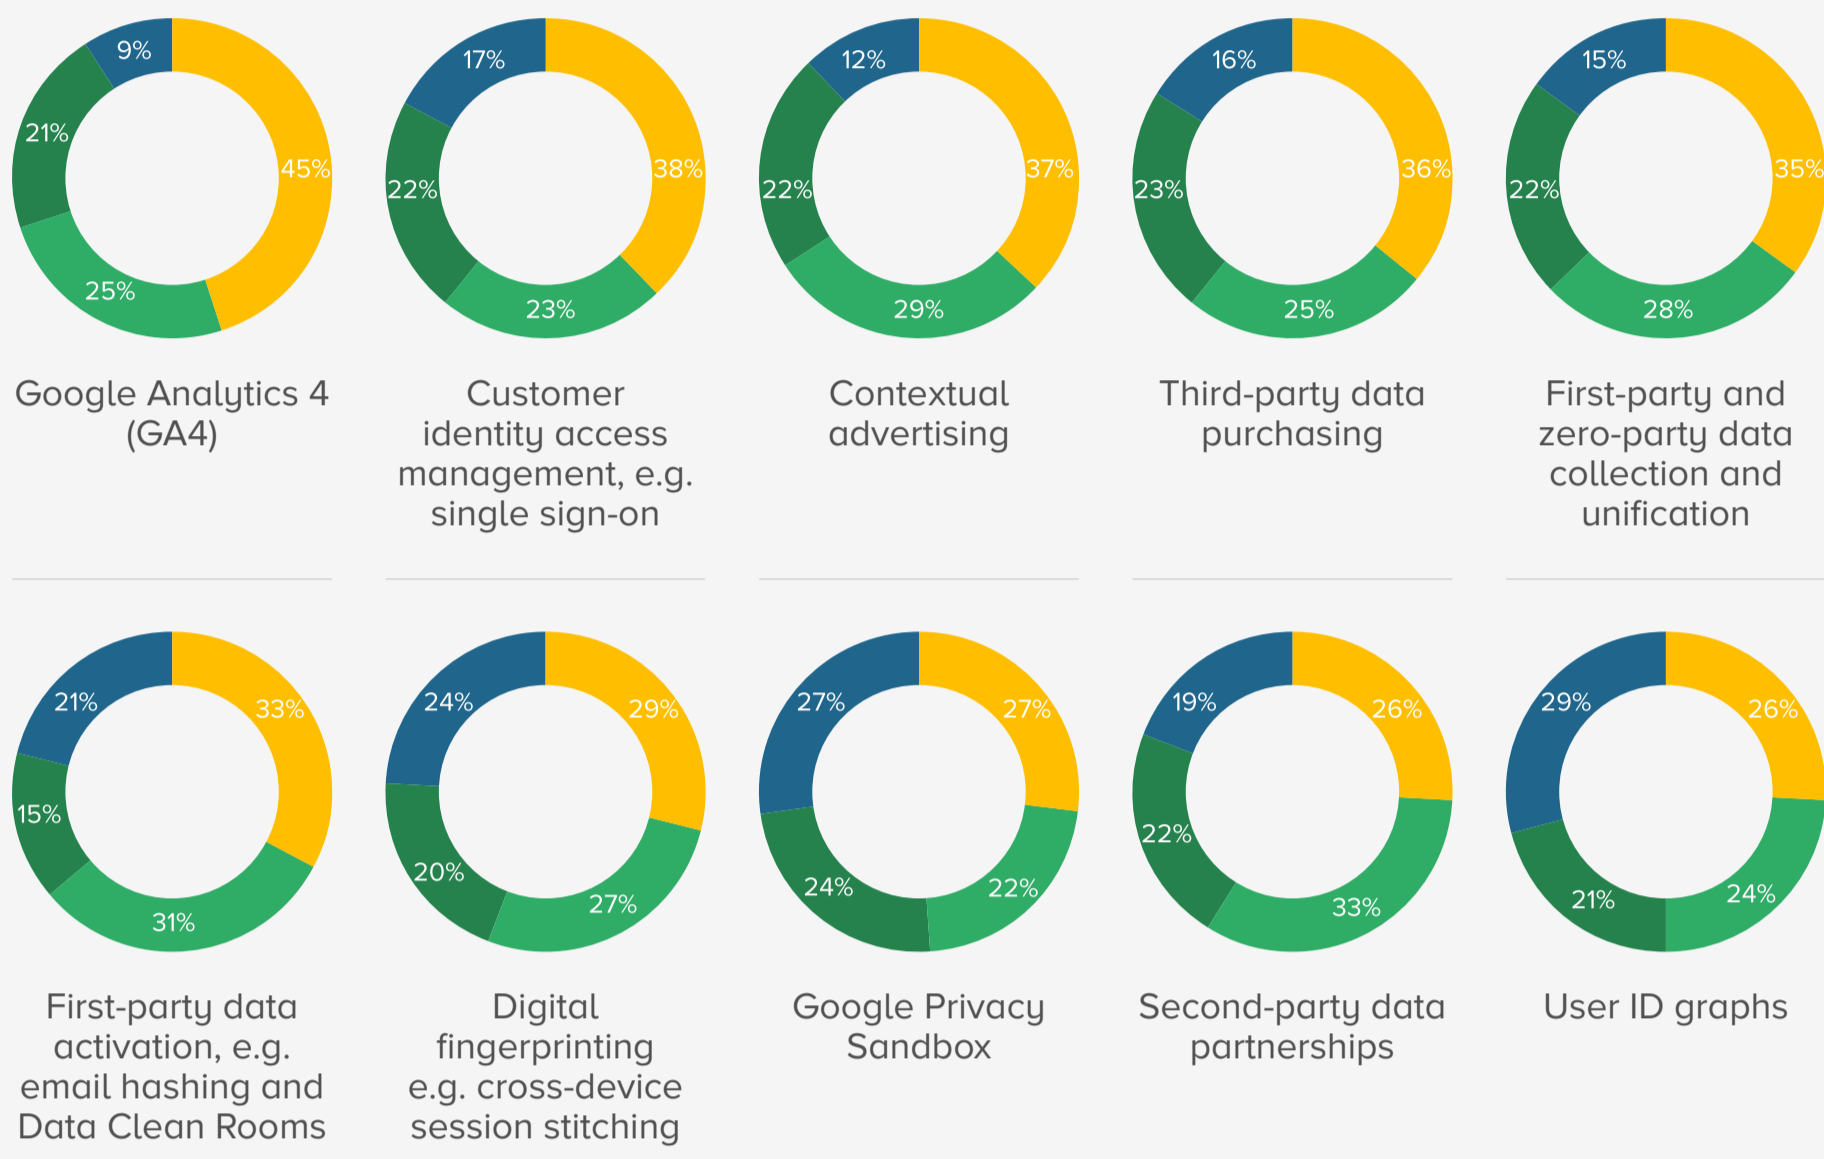 9%
45%
21%
25%
Google Analytics 4
(GA4)
17%
38%
22%
23%
Customer
identity access
management, e.g.
single sign-on
12%
37%
22%
29%
Contextual
advertising
16%
36%
23%
25%
Third-party data
purchasing
15%
35%
22%
28%
First-party and
zero-party data
collection and
unification
21%
33%
15%
31%
First-party data
activation, e.g.
email hashing and
Data Clean Rooms
24%
29%
20%
27%
Digital
fingerprinting
e.g. cross-device
session stitching
27%
27%
24%
22%
Google Privacy
Sandbox
19%
26%
22%
33%
Second-party data
partnerships
29%
26%
21%
24%
User ID graphs